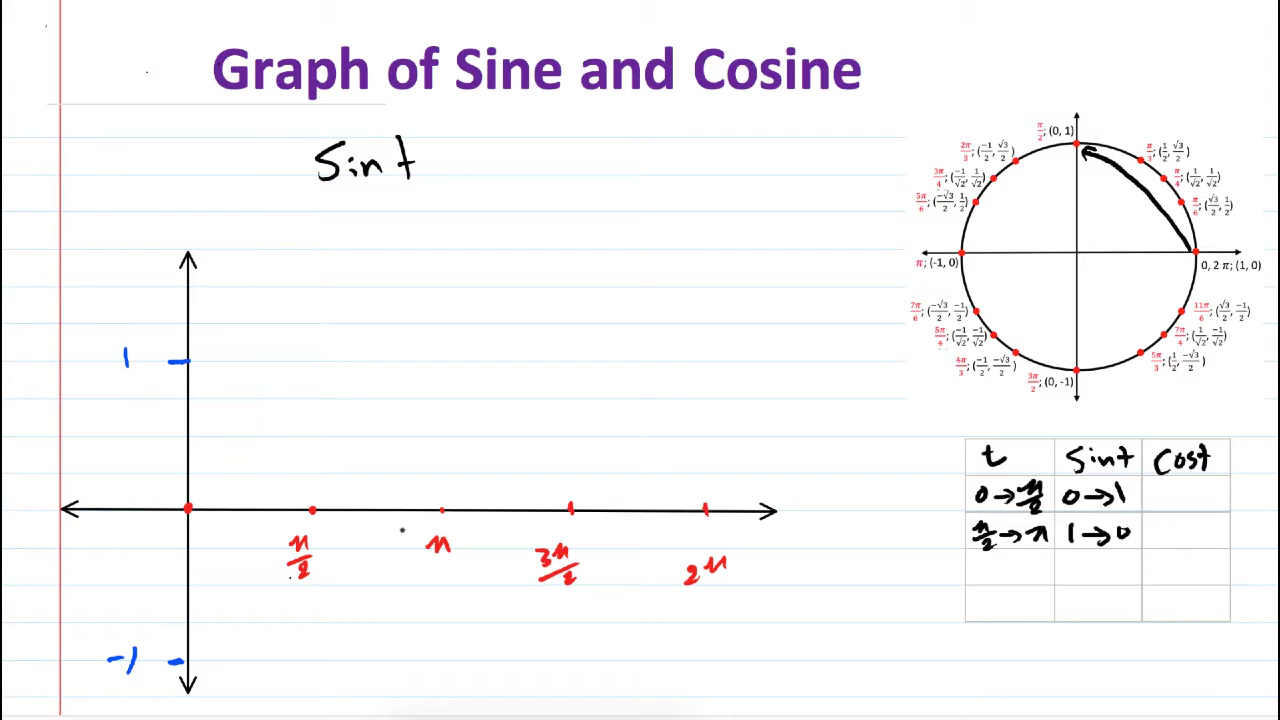 Graph of Sine and Cosine
Sin t
1
-1
π/2
π
3π/2
2π
π/2; (0, 1)
2π/3; (-1/2, √3/2)
3π/4; (-1/√2, 1/√2)
5π/6; (-√3/2, 1/2)
π; (-1, 0)
7π/6; (-√3/2, -1/2)
5π/4; (-1/√2, -1/√2)
4π/3; (-1/2, -√3/2)
3π/2; (0, -1)
π/3; (1/2, √3/2)
π/4; (1/√2, 1/√2)
π/6; (√3/2, 1/2)
0, 2 π; (1, 0)
11π/6; (√3/2, -1/2)
7π/4; (1/√2, -1/√2)
5π/3; (1/2, -√3/2)
t Sint Cost
0→π/2 0→1
π/2→π 1→0